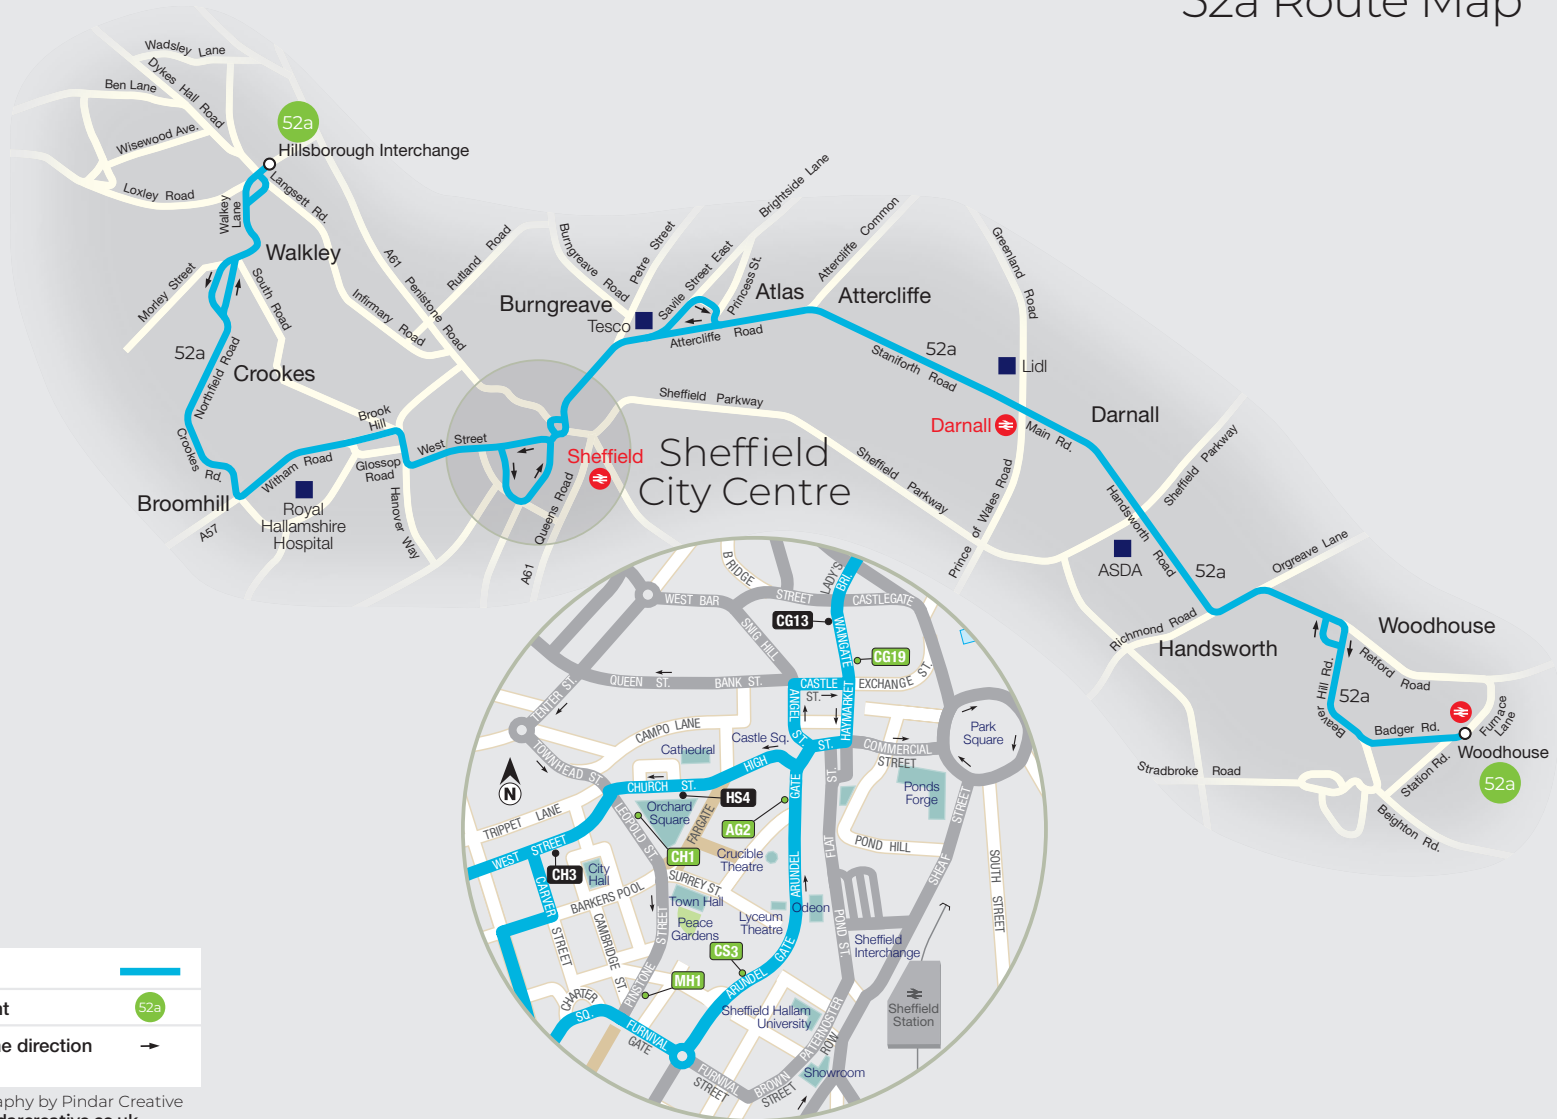 52a Route Map
Wadsley Lane
Dykes Hall Road
Ben Lane
Wisewood Ave.
Loxley Road
52a
Hillsborough Interchange
Langsett Rd.
Walkey
Lane
Walkley
Morley Street
South Road
52a
Northfield Road
Crookes
Crookes Rd.
Broomhill
A57
Witham Road
Royal
Hallamshire
Hospital
Brook
Hill
Glossop
Road
Hanover Way
West Street
Infirmary Road
A61 Penistone Road
Rutland Road
Burngreave Road
Burngreave
Tesco
Petre Street
Savile Street East
Brightside Lane
Princess St.
Atlas
Attercliffe Common
Attercliffe
Attercliffe Road
Staniforth Road
52a
Greenland Road
Lidl
Darnall
Darnall
Main Rd.
Sheffield Parkway
Sheffield
Sheffield
City Centre
Queens Road
A61
Sheffield Parkway
Prince of Wales Road
Sheffield Parkway
Handsworth Road
ASDA
52a
Orgreave Lane
Richmond Road
Handsworth
Woodhouse
Retford Road
Beaver Hill Rd.
52a
Badger Rd.
Furnace
Lane
Woodhouse
52a
Station Rd.
Stradbroke Road
Beighton Rd.
BRIDGE
STREET
LADY'S
BRI.
CASTLEGATE
WEST BAR
SNIG HILL
CG13
WAINGATE
CG19
QUEEN ST.
BANK ST.
CASTLE
ST.
EXCHANGE ST.
TENTER ST.
ANGEL
ST.
HAYMARKET
CAMPO LANE
Cathedral
Castle Sq.
HIGH
ST.
COMMERCIAL
STREET
Park
Square
TOWNHEAD ST.
N
CHURCH ST.
HS4
Orchard
Square
FARGATE
AG2
GATE
ST.
Ponds
Forge
TRIPPET LANE
LEOPOLD ST.
CH1
Crucible
Theatre
FLAT
POND HILL
STREET
WEST STREET
CH3
City
Hall
SURREY ST.
ARUNDEL
SHEAF
SOUTH STREET
CARVER
STREET
BARKERS POOL
Town Hall
Peace
Gardens
Lyceum
Theatre
Odeon
CAMBRIDGE ST.
STREET
CS3
GATE
POND ST.
Sheffield
Interchange
MH1
PINSTONE
ARUNDEL
CHARTER
SQ.
FURNIVAL
GATE
Sheffield Hallam
University
PATERNOSTER
ROW
Sheffield
Station
FURNIVAL
STREET
BROWN
STREET
Showroom
nt
52a
ne direction
aphy by Pindar Creative
darcreative.co.uk